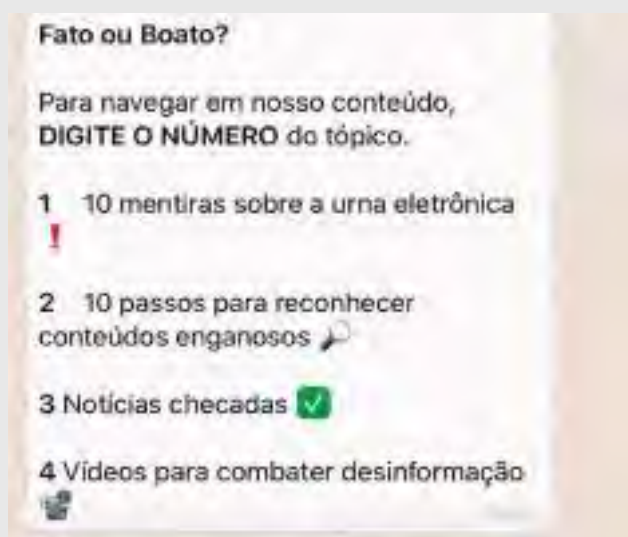 Fato ou Boato?
Para navegar em nosso conteúdo,
DIGITE O NÚMERO do tópico.
1 10 mentiras sobre a urna eletrônica
❗
2 10 passos para reconhecer
conteúdos enganosos 🔎
3 Notícias checadas ✅
4 Vídeos para combater desinformação
📽